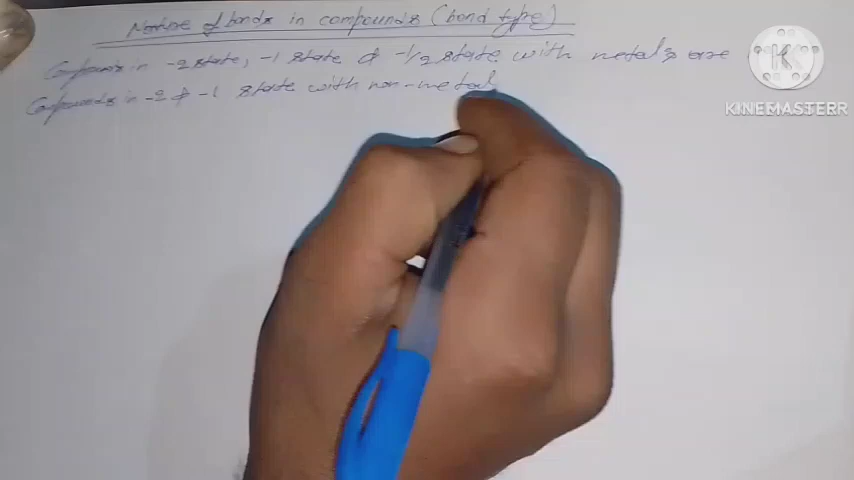 Nature of bonds in compounds (bond type)
Compounds in -2 state, -1 state & -1/2 state with metals are
Compounds in -2 & -1 state with non-metal
K
KINEMASTER